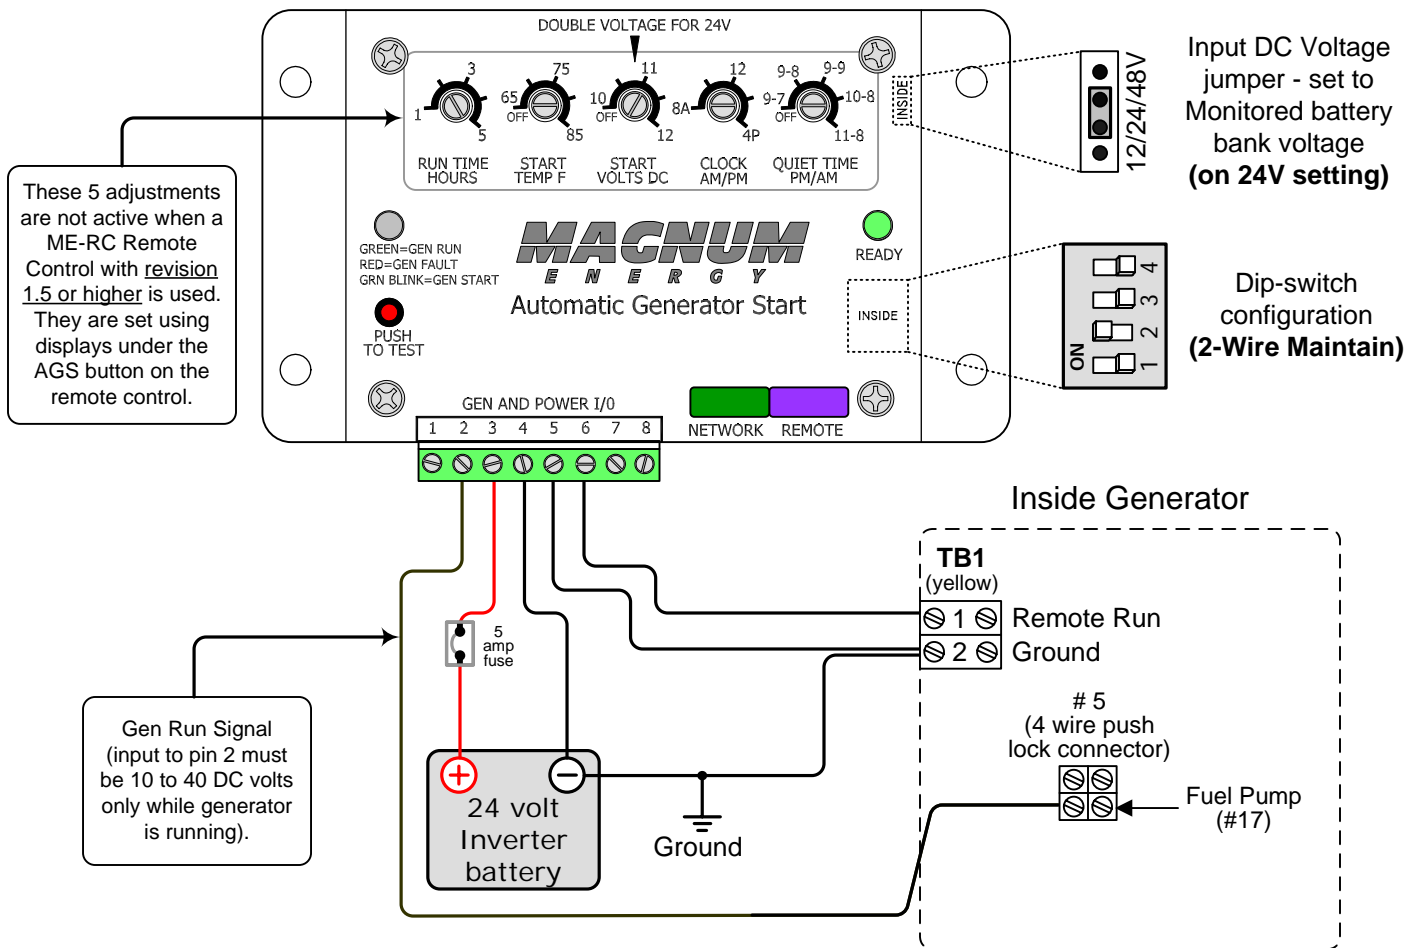 DOUBLE VOLTAGE FOR 24V
3
1
5
RUN TIME
HOURS
75
65
OFF
85
START
TEMP F
11
10
OFF
12
START
VOLTS DC
12
8A
4P
CLOCK
AM/PM
9-8
9-9
9-7
OFF
10-8
11-8
QUIET TIME
PM/AM
INSIDE
12/24/48V
Input DC Voltage
jumper - set to
Monitored battery
bank voltage
(on 24V setting)
These 5 adjustments
are not active when a
ME-RC Remote
Control with revision
1.5 or higher is used.
They are set using
displays under the
AGS button on the
remote control.
GREEN=GEN RUN
RED=GEN FAULT
GRN BLINK=GEN START
PUSH
TO TEST
MAGNUM
ENERGY
Automatic Generator Start
READY
INSIDE
4
3
2
1
ON
Dip-switch
configuration
(2-Wire Maintain)
GEN AND POWER I/0
1 2 3 4 5 6 7 8
NETWORK
REMOTE
Inside Generator
TB1
(yellow)
1 Remote Run
2 Ground
# 5
(4 wire push
lock connector)
Fuel Pump
(#17)
5
amp
fuse
Gen Run Signal
(input to pin 2 must
be 10 to 40 DC volts
only while generator
is running).
+
−
24 volt
Inverter
battery
Ground